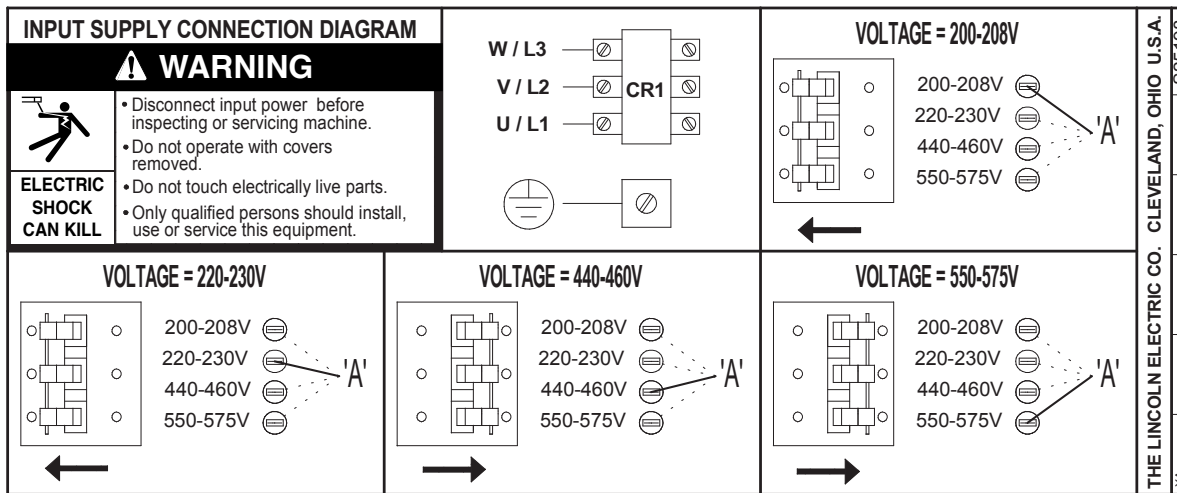 INPUT SUPPLY CONNECTION DIAGRAM
WARNING
ELECTRIC
SHOCK
CAN KILL
• Disconnect input power before
inspecting or servicing machine.
• Do not operate with covers
removed.
• Do not touch electrically live parts.
• Only qualified persons should install,
use or service this equipment.
W / L3
V / L2
U / L1
CR1
VOLTAGE = 200-208V
200-208V
220-230V
440-460V
550-575V
'A'
VOLTAGE = 220-230V
200-208V
220-230V
440-460V
550-575V
'A'
VOLTAGE = 440-460V
200-208V
220-230V
440-460V
550-575V
'A'
VOLTAGE = 550-575V
200-208V
220-230V
440-460V
550-575V
'A'
THE LINCOLN ELECTRIC CO. CLEVELAND, OHIO U.S.A.